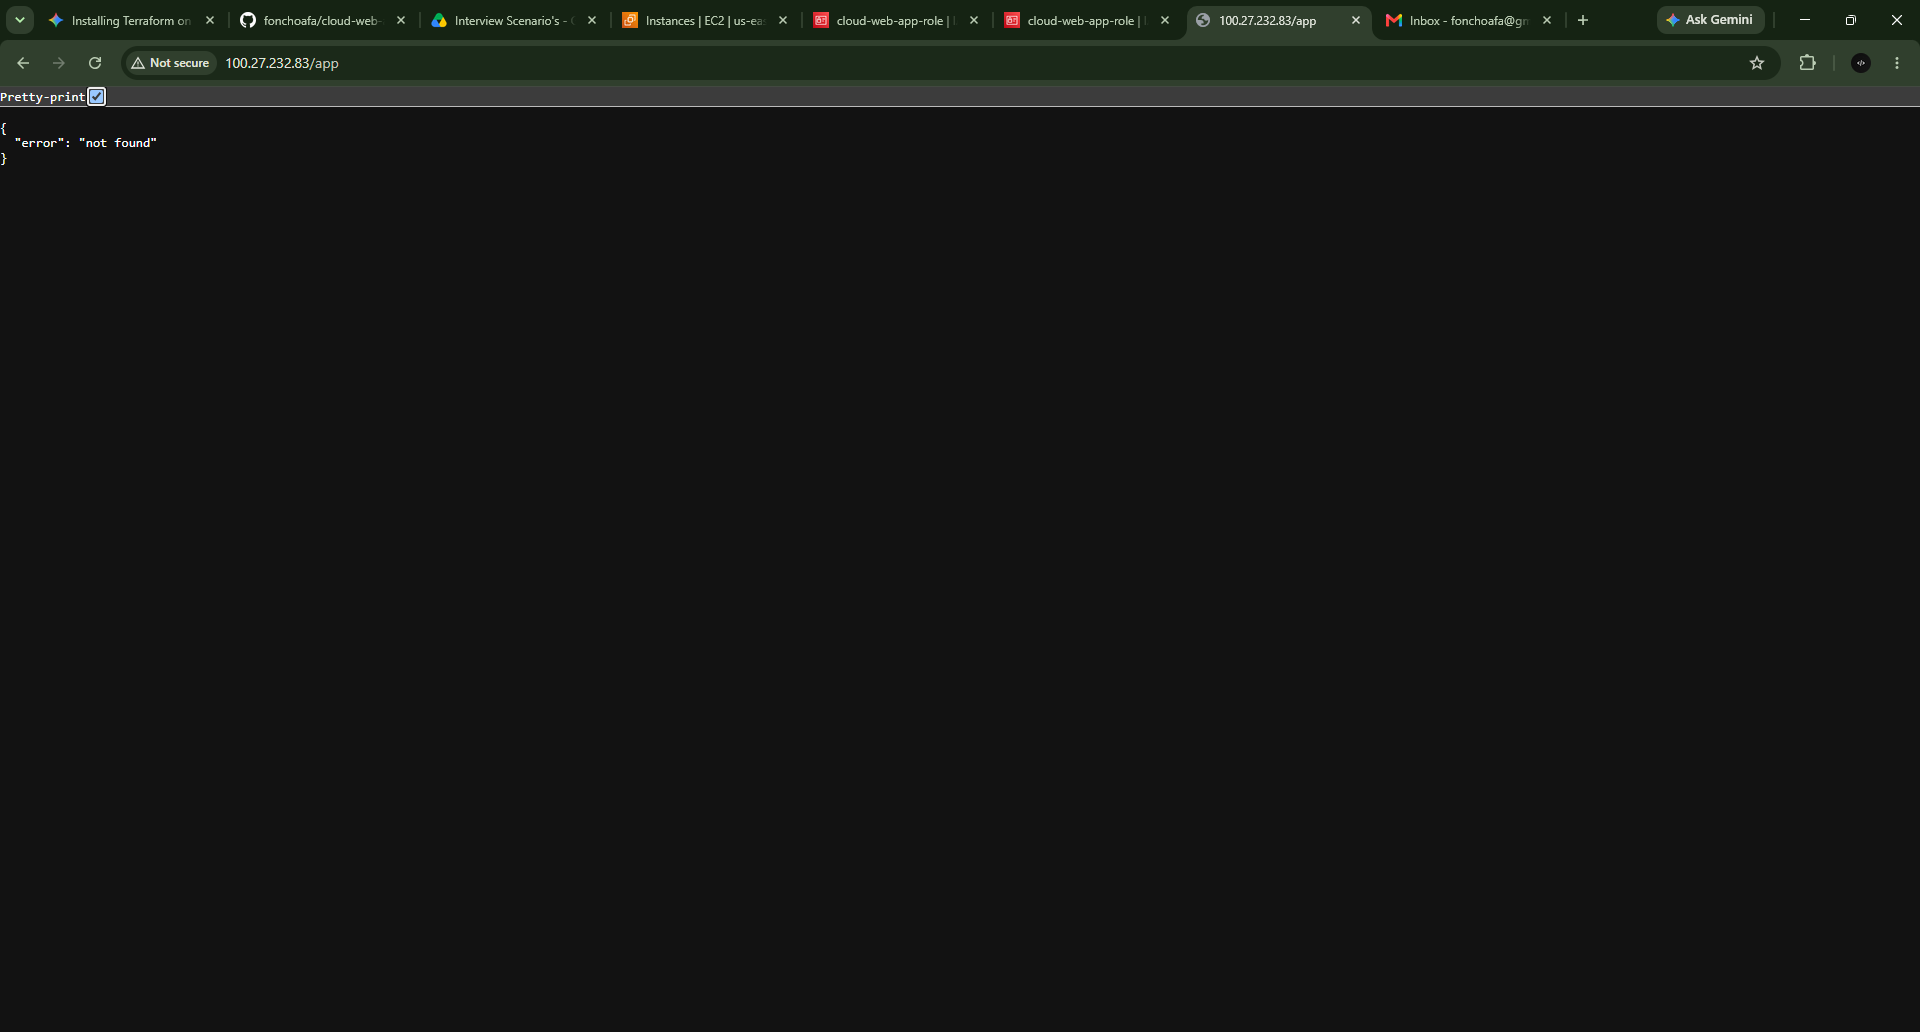 Installing Terraform on
fonchoafa/cloud-web-
Interview Scenario's -
Instances | EC2 | us-ea
cloud-web-app-role |
cloud-web-app-role |
100.27.232.83/app
Inbox - fonchoafa@gm
Ask Gemini
Not secure
100.27.232.83/app
Pretty-print
{
"error": "not found"
}